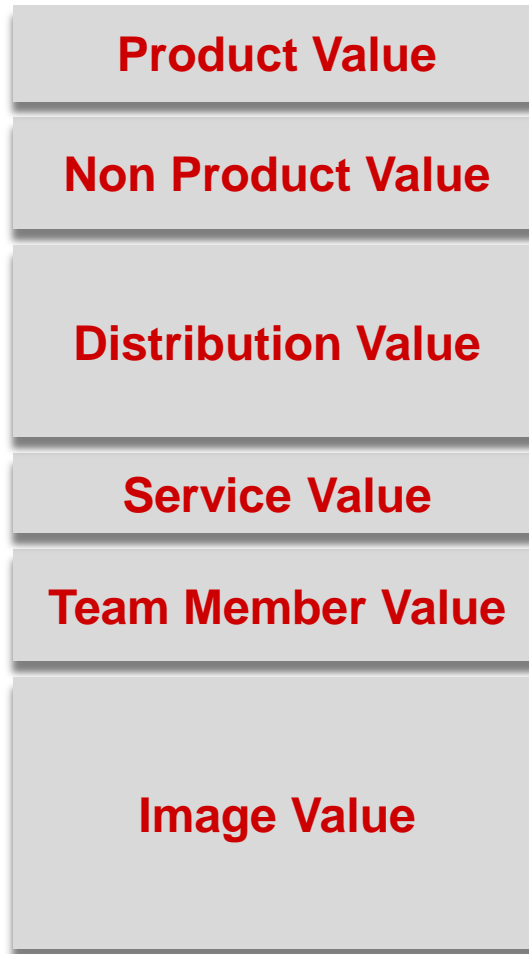 Product Value
Non Product Value
Distribution Value
Service Value
Team Member Value
Image Value